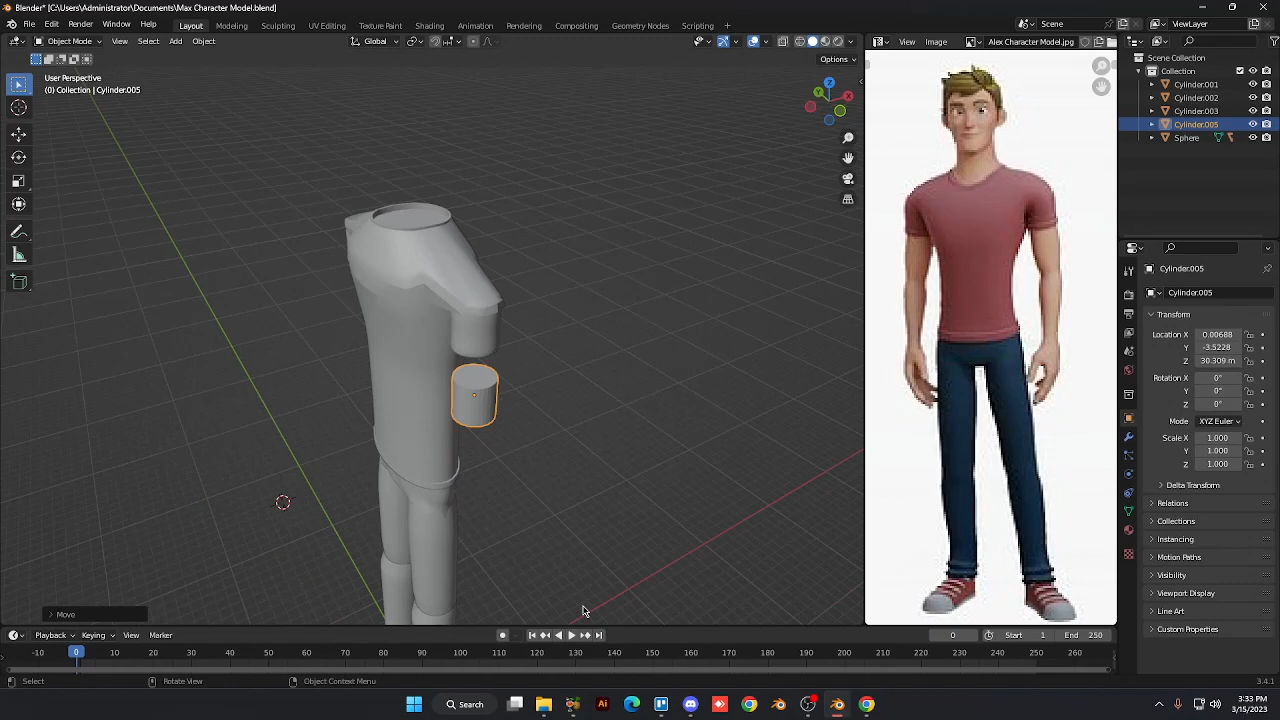 Blender* [C:\Users\Administrator\Documents\Max Character Model.blend]
File Edit Render Window Help Layout Modeling Sculpting UV Editing Texture Paint Shading Animation Rendering Compositing Geometry Nodes Scripting + Scene ViewLayer
Object Mode View Select Add Object Global View Image Alex Character Model.jpg
Options
User Perspective
(0) Collection | Cylinder.005
Z
X
Y
Scene Collection
Collection
Cylinder.001
Cylinder.002
Cylinder.003
Cylinder.005
Sphere
Cylinder.005
Cylinder.005
Transform
Location X 0.00688
Y -3.5228
Z 30.309 m
Rotation X 0°
Y 0°
Z 0°
Mode XYZ Euler
Scale X 1.000
Y 1.000
Z 1.000
Delta Transform
Relations
Collections
Instancing
Motion Paths
Visibility
Viewport Display
Line Art
Custom Properties
Move
Playback Keying View Marker 0 Start 1 End 250
-10 0 10 20 30 40 50 60 70 80 90 100 110 120 130 140 150 160 170 180 190 200 210 220 230 240 250 260
Select Rotate View Object Context Menu 3.4.1
Search
Ai
3:33 PM
3/15/2023